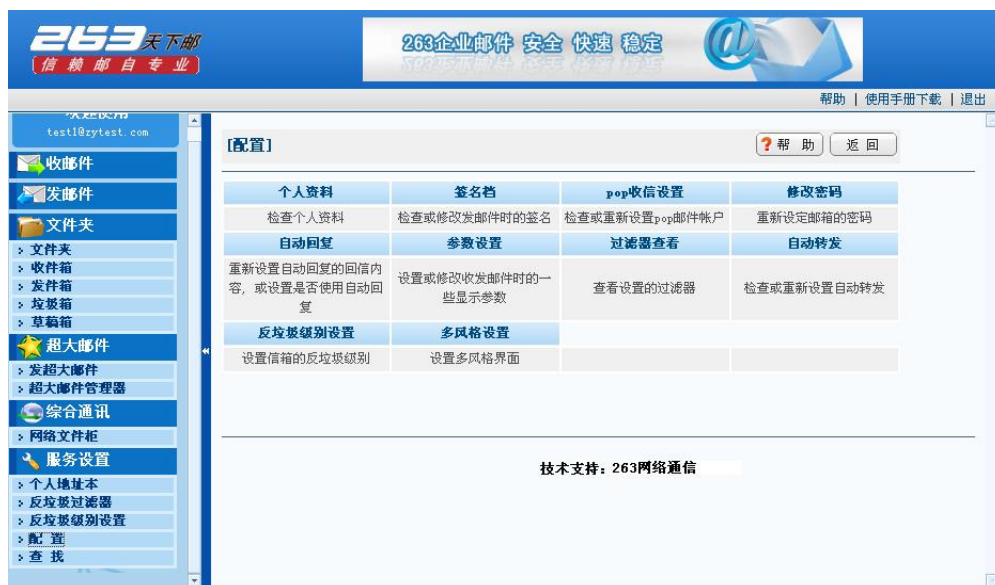 263天下邮
[信赖邮自专业]
263企业邮件 安全 快速 稳定
帮助 | 使用手册下载 | 退出
test1@zytest.com
收邮件
发邮件
文件夹
文件夹
收件箱
发件箱
垃圾箱
草稿箱
超大邮件
发超大邮件
超大邮件管理器
综合通讯
网络文件柜
服务设置
个人地址本
反垃圾过滤器
反垃圾级别设置
配 置
查 找
[配置]
帮 助 返 回
个人资料 签名档 pop收信设置 修改密码
检查个人资料 检查或修改发邮件时的签名 检查或重新设置pop邮件帐户 重新设定邮箱的密码
自动回复 参数设置 过滤器查看 自动转发
重新设置自动回复的回信内
容，或设置是否使用自动回
复
设置或修改收发邮件时的一
些显示参数
查看设置的过滤器
检查或重新设置自动转发
反垃圾级别设置 多风格设置
设置信箱的反垃圾级别 设置多风格界面
技术支持：263网络通信